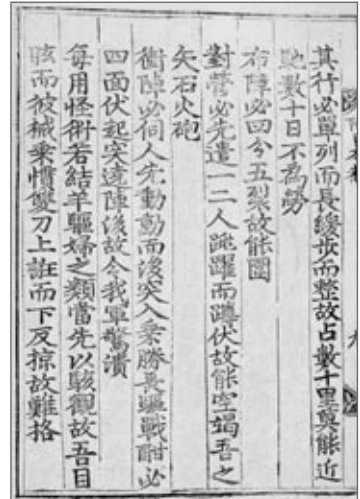 其行必單列而長緩步而整故占數十里莫能近
馳數十日不為勞
布陣必四分五裂故能圍
對營必先遣一二人跳躍而蹲伏故能空竭吾之
矢石火砲
衝陣必伺人先動動而後突入乘勝長驅戰酣必
四面伏起突遶陣後故令我軍驚潰
每用怪術若結羊驅婦之類當先以駭觀故吾目
眩而彼械乘慣雙刀上誑而下反掠故難格